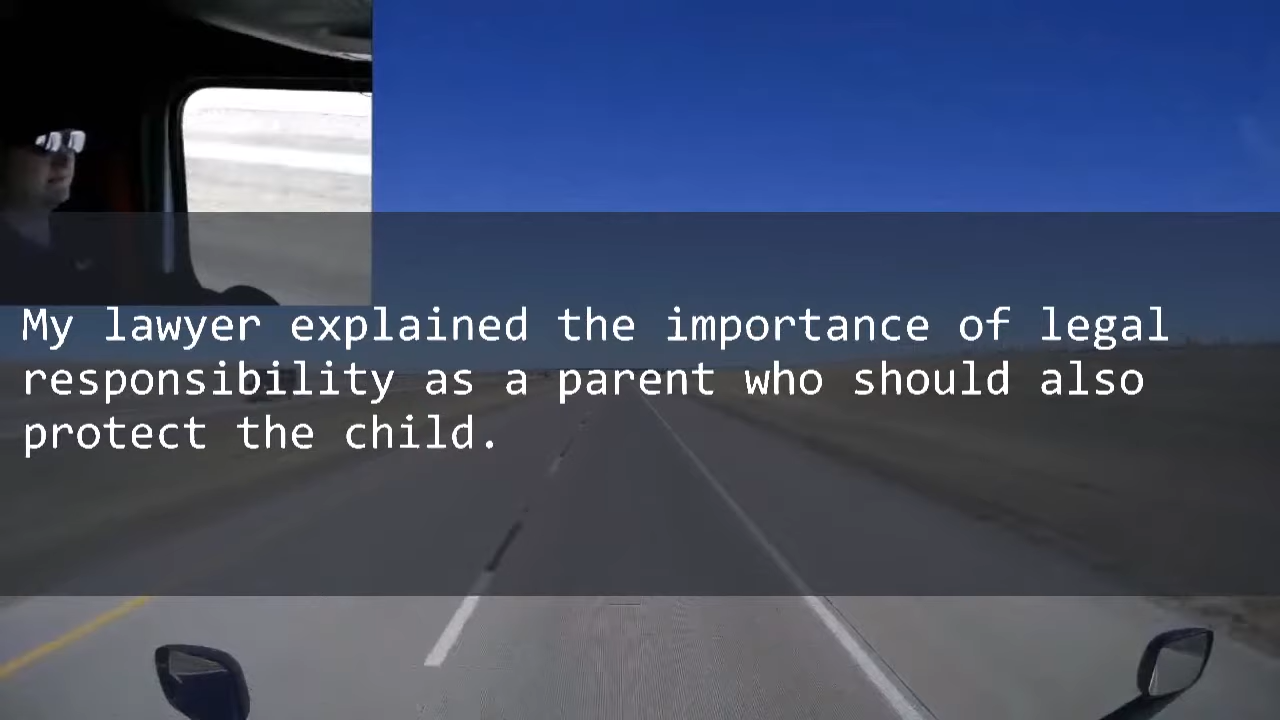 My lawyer explained the importance of legal
responsibility as a parent who should also
protect the child.